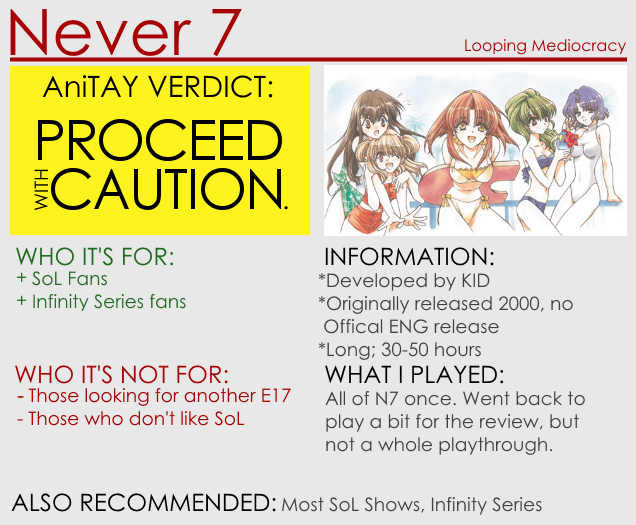 Never 7
Looping Mediocracy
AniTAY VERDICT:
PROCEED
WITH CAUTION.
WHO IT'S FOR:
+ SoL Fans
+ Infinity Series fans
WHO IT'S NOT FOR:
- Those looking for another E17
- Those who don't like SoL
INFORMATION:
*Developed by KID
*Originally released 2000, no
Offical ENG release
*Long; 30-50 hours
WHAT I PLAYED:
All of N7 once. Went back to
play a bit for the review, but
not a whole playthrough.
ALSO RECOMMENDED: Most SoL Shows, Infinity Series